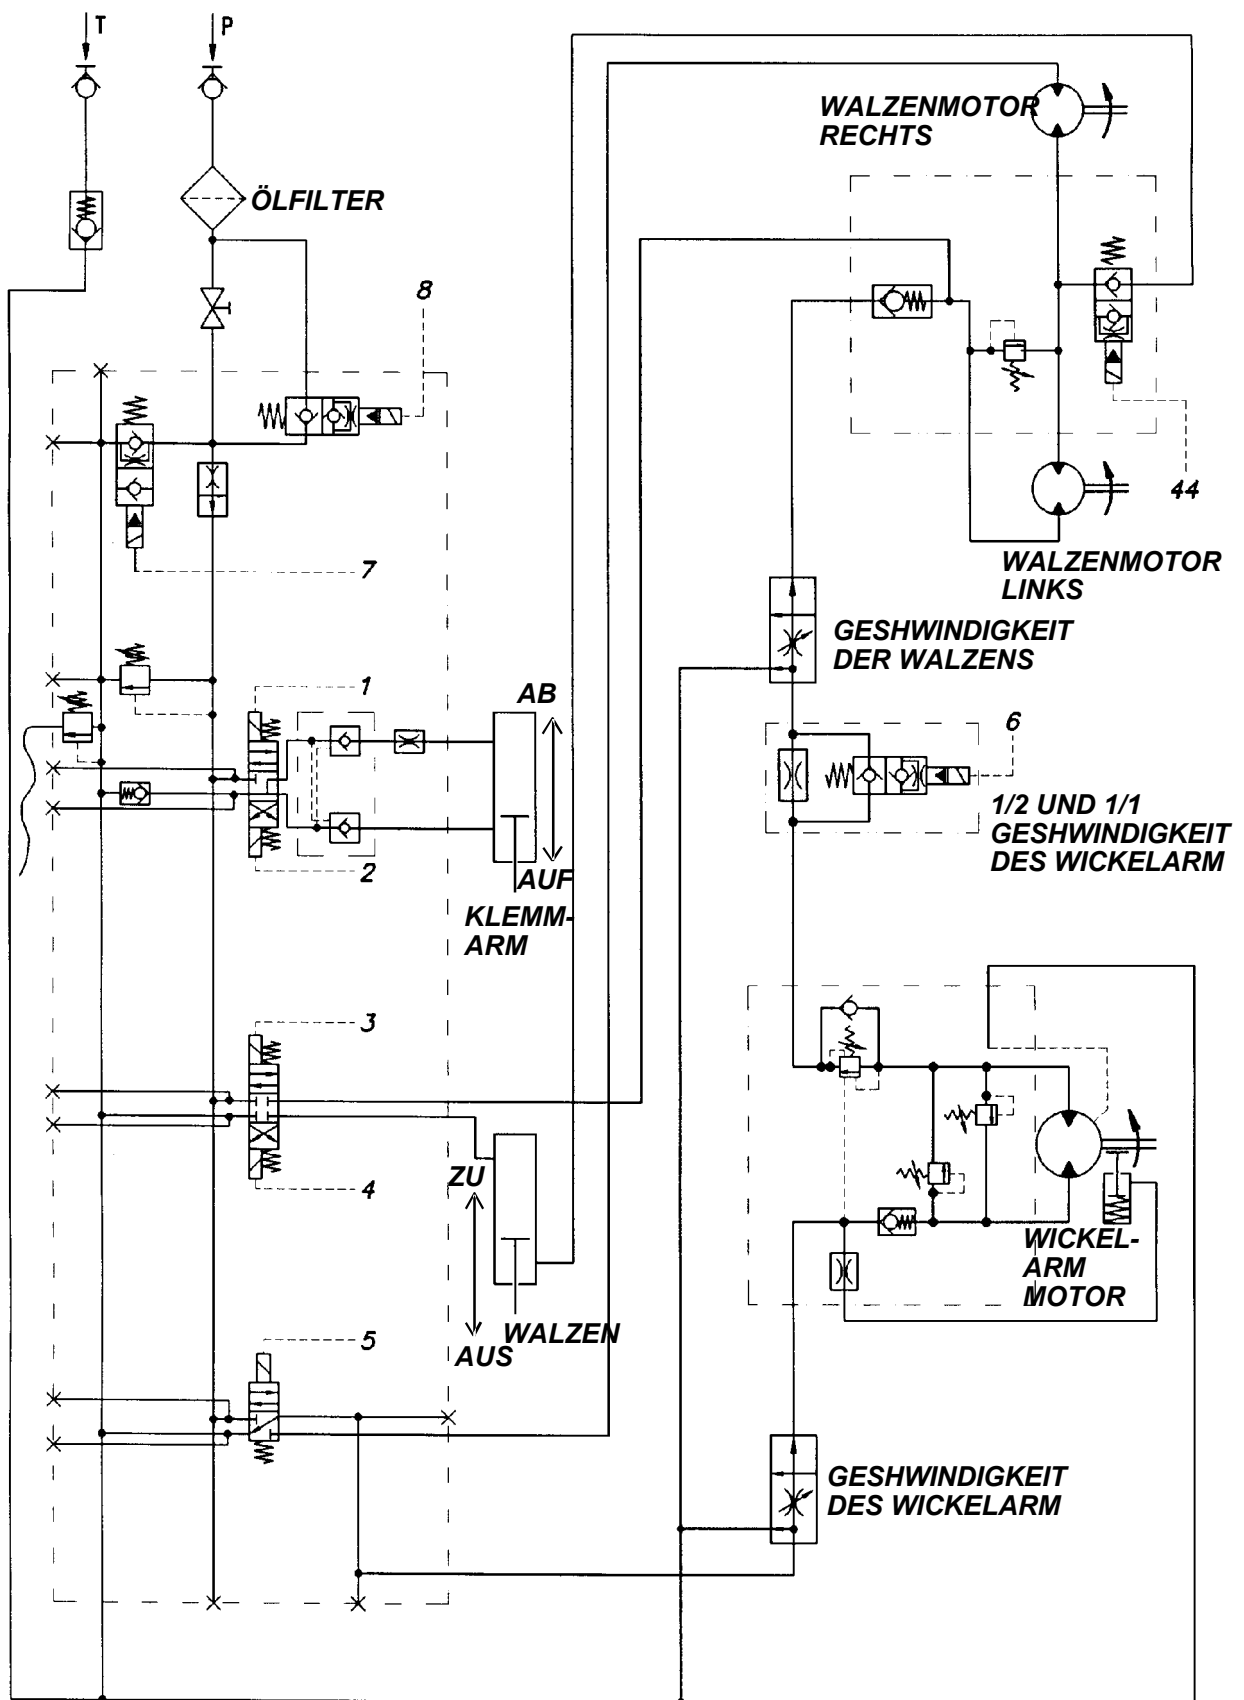 T
P
WALZENMOTOR
RECHTS
ÖLFILTER
8
44
7
WALZENMOTOR
LINKS
GESHWINDIGKEIT
DER WALZENS
1
AB
6
1/2 UND 1/1
GESHWINDIGKEIT
DES WICKELARM
2
AUF
KLEMM-
ARM
3
4
ZU
WICKEL-
ARM
MOTOR
WALZEN
AUS
5
GESHWINDIGKEIT
DES WICKELARM